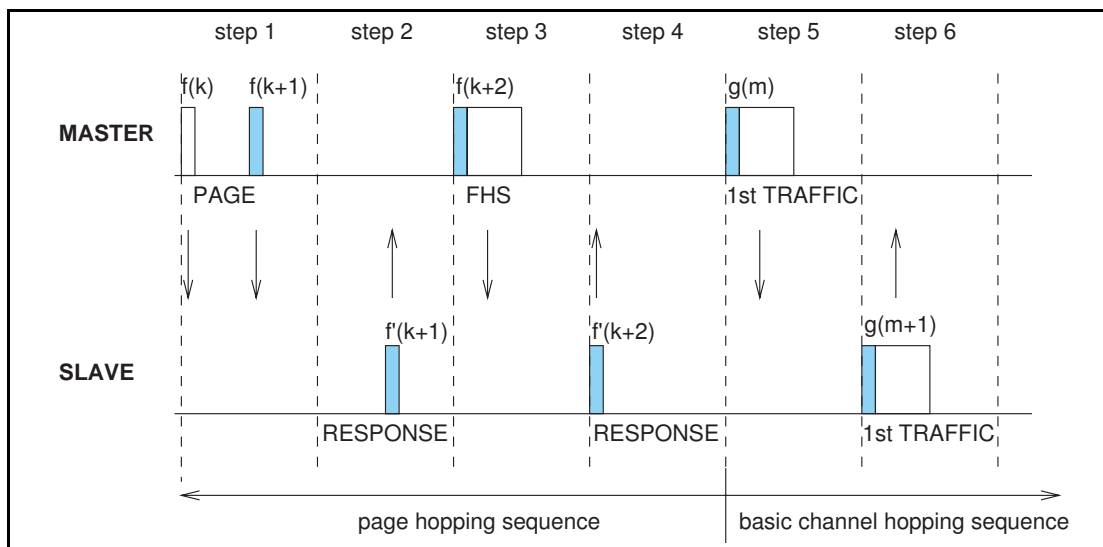 step 1 step 2 step 3 step 4 step 5 step 6
f(k) f(k+1) f(k+2) g(m)
MASTER
PAGE FHS 1st TRAFFIC
f'(k+1) f'(k+2) g(m+1)
SLAVE
RESPONSE RESPONSE 1st TRAFFIC
page hopping sequence basic channel hopping sequence